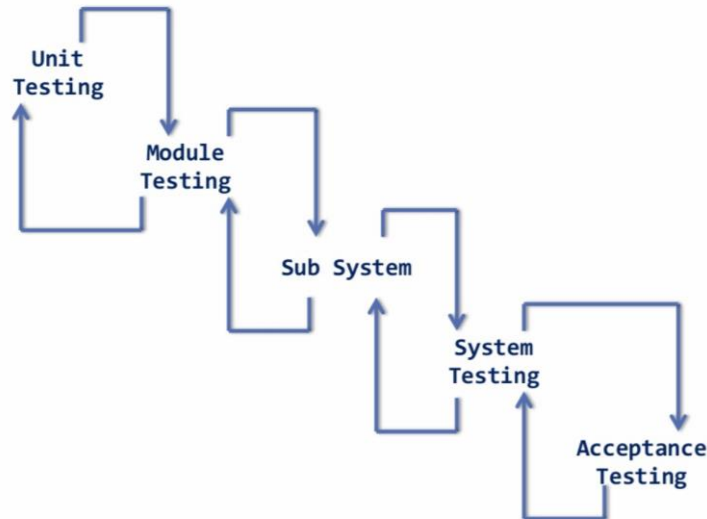 Unit
Testing
Module
Testing
Sub System
System
Testing
Acceptance
Testing